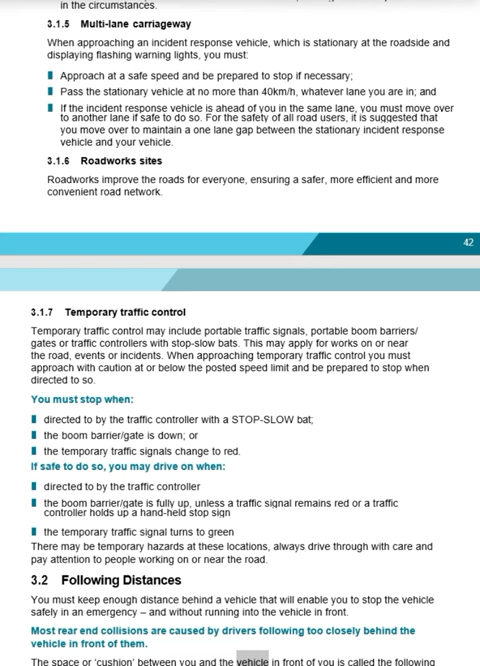 in the circumstances.
3.1.5 Multi-lane carriageway
When approaching an incident response vehicle, which is stationary at the roadside and
displaying flashing warning lights, you must:
Approach at a safe speed and be prepared to stop if necessary;
Pass the stationary vehicle at no more than 40km/h, whatever lane you are in; and
If the incident response vehicle is ahead of you in the same lane, you must move over
to another lane if safe to do so. For the safety of all road users, it is suggested that
you move over to maintain a one lane gap between the stationary incident response
vehicle and your vehicle.
3.1.6 Roadworks sites
Roadworks improve the roads for everyone, ensuring a safer, more efficient and more
convenient road network.
42
3.1.7 Temporary traffic control
Temporary traffic control may include portable traffic signals, portable boom barriers/
gates or traffic controllers with stop-slow bats. This may apply for works on or near
the road, events or incidents. When approaching temporary traffic control you must
approach with caution at or below the posted speed limit and be prepared to stop when
directed to so.
You must stop when:
directed to by the traffic controller with a STOP-SLOW bat;
the boom barrier/gate is down; or
the temporary traffic signals change to red.
If safe to do so, you may drive on when:
directed to by the traffic controller
the boom barrier/gate is fully up, unless a traffic signal remains red or a traffic
controller holds up a hand-held stop sign
the temporary traffic signal turns to green
There may be temporary hazards at these locations, always drive through with care and
pay attention to people working on or near the road.
3.2 Following Distances
You must keep enough distance behind a vehicle that will enable you to stop the vehicle
safely in an emergency – and without running into the vehicle in front.
Most rear end collisions are caused by drivers following too closely behind the
vehicle in front of them.
The space or 'cushion' between you and the vehicle in front of you is called the following